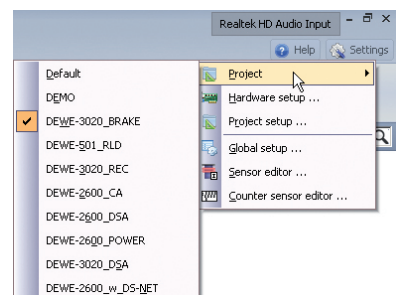 Realtek HD Audio Input
Help Settings
Default
DEMO
DEWE-3020_BRAKE
DEWE-501_RLD
DEWE-3020_REC
DEWE-2600_CA
DEWE-2600_DSA
DEWE-2600_POWER
DEWE-3020_DSA
DEWE-2600_w_DS-NET
Project
Hardware setup ...
Project setup ...
Global setup ...
Sensor editor ...
Counter sensor editor ...